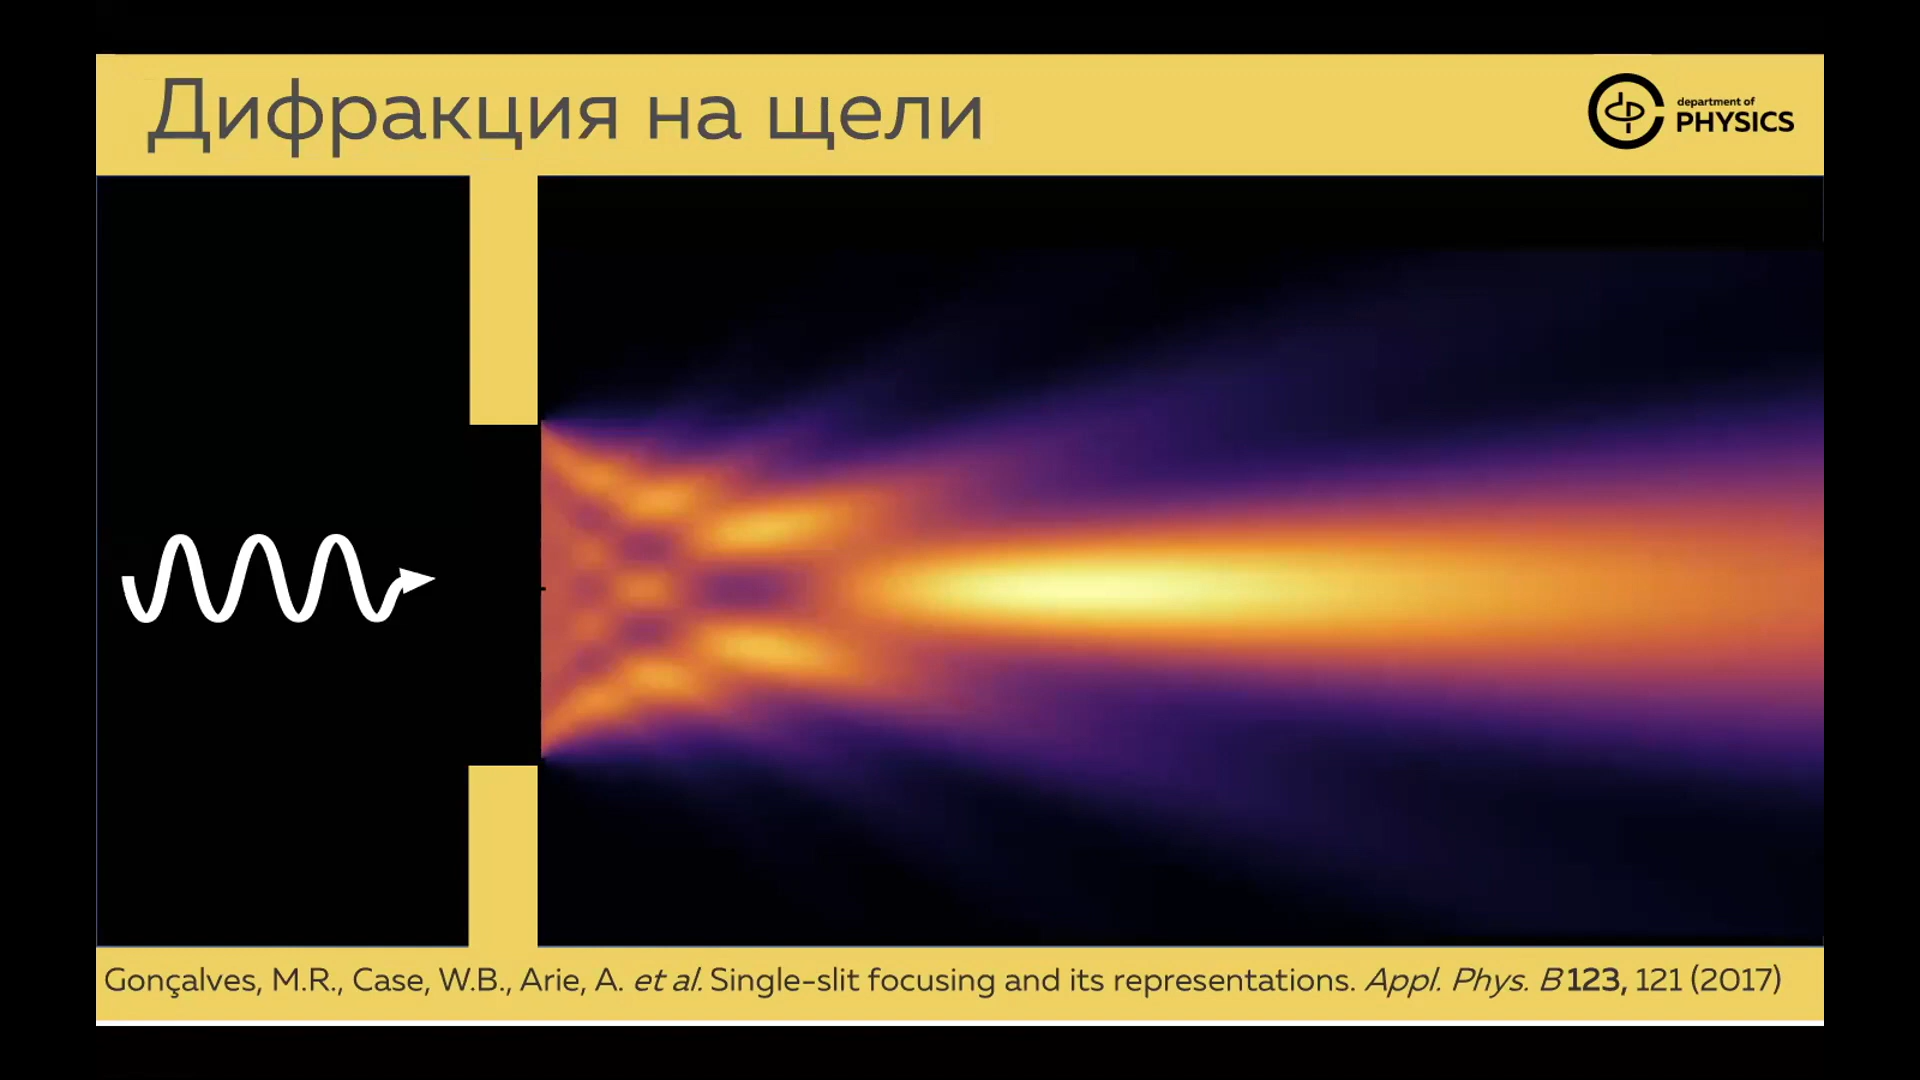 Дифракция на щели
department of
PHYSICS
Gonçalves, M.R., Case, W.B., Arie, A. et al. Single-slit focusing and its representations. Appl. Phys. B 123, 121 (2017)